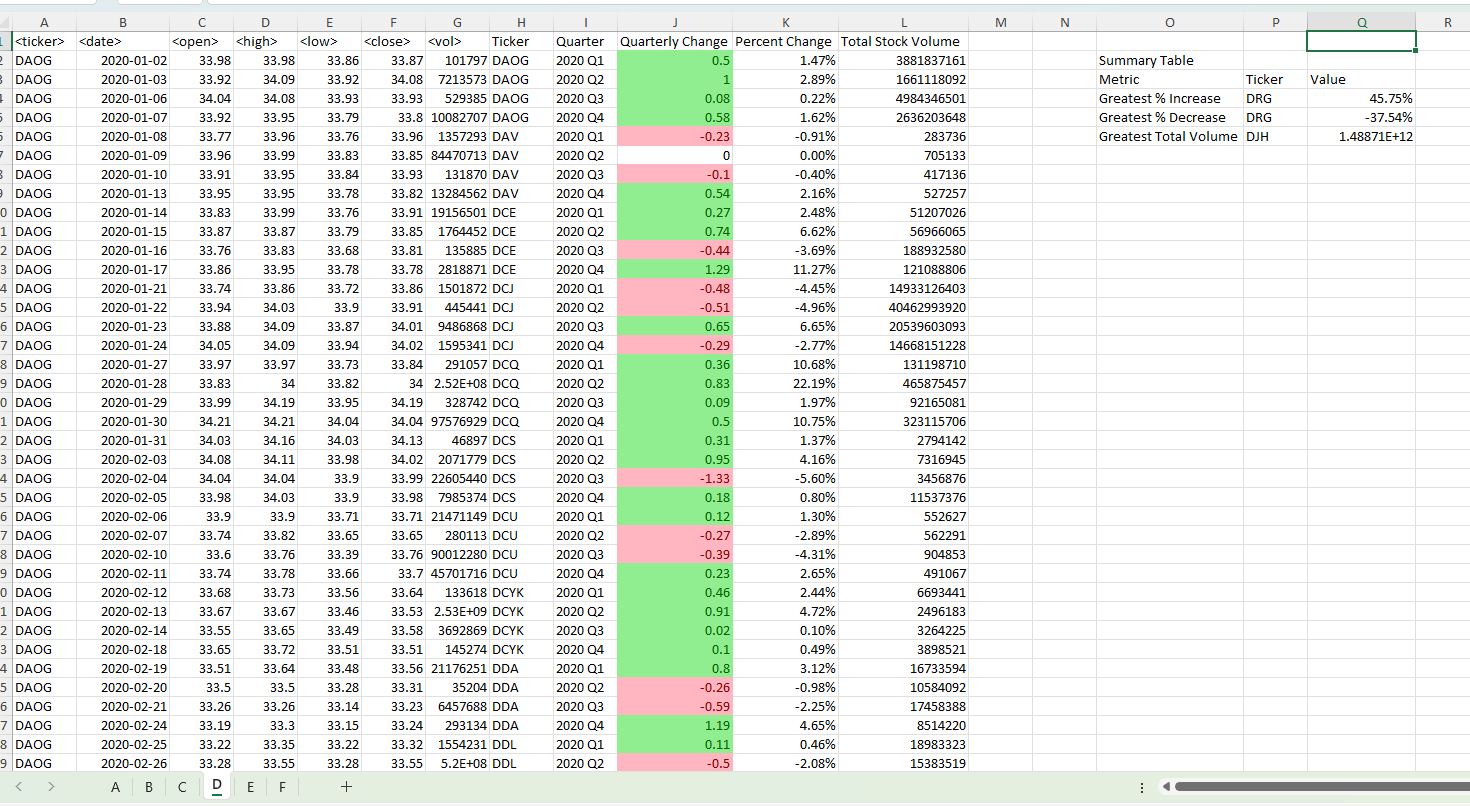 A B C D E F G H I J K L M N O P Q R
<ticker> <date> <open> <high> <low> <close> <vol> Ticker Quarter Quarterly Change Percent Change Total Stock Volume
2 DAOG 2020-01-02 33.98 33.98 33.86 33.87 101797 DAOG 2020 Q1 0.5 1.47% 3881837161 Summary Table
3 DAOG 2020-01-03 33.92 34.09 33.92 34.08 7213573 DAOG 2020 Q2 1 2.89% 1661118092 Metric Ticker Value
4 DAOG 2020-01-06 34.04 34.08 33.93 33.93 529385 DAOG 2020 Q3 0.08 0.22% 4984346501 Greatest % Increase DRG 45.75%
5 DAOG 2020-01-07 33.92 33.95 33.79 33.8 10082707 DAOG 2020 Q4 0.58 1.62% 2636203648 Greatest % Decrease DRG -37.54%
6 DAOG 2020-01-08 33.77 33.96 33.76 33.96 1357293 DAV 2020 Q1 -0.23 -0.91% 283736 Greatest Total Volume DJH 1.48871E+12
7 DAOG 2020-01-09 33.96 33.99 33.83 33.85 84470713 DAV 2020 Q2 0 0.00% 705133
8 DAOG 2020-01-10 33.91 33.95 33.84 33.93 131870 DAV 2020 Q3 -0.1 -0.40% 417136
9 DAOG 2020-01-13 33.95 33.95 33.78 33.82 13284562 DAV 2020 Q4 0.54 2.16% 527257
0 DAOG 2020-01-14 33.83 33.99 33.76 33.91 19156501 DCE 2020 Q1 0.27 2.48% 51207026
1 DAOG 2020-01-15 33.87 33.87 33.79 33.85 1764452 DCE 2020 Q2 0.74 6.62% 56966065
2 DAOG 2020-01-16 33.76 33.83 33.68 33.81 135885 DCE 2020 Q3 -0.44 -3.69% 188932580
3 DAOG 2020-01-17 33.86 33.95 33.78 33.78 2818871 DCE 2020 Q4 1.29 11.27% 121088806
4 DAOG 2020-01-21 33.74 33.86 33.72 33.86 1501872 DCJ 2020 Q1 -0.48 -4.45% 14933126403
5 DAOG 2020-01-22 33.94 34.03 33.9 33.91 445441 DCJ 2020 Q2 -0.51 -4.96% 40462993920
6 DAOG 2020-01-23 33.88 34.09 33.87 34.01 9486868 DCJ 2020 Q3 0.65 6.65% 20539603093
7 DAOG 2020-01-24 34.05 34.09 33.94 34.02 1595341 DCJ 2020 Q4 -0.29 -2.77% 14668151228
8 DAOG 2020-01-27 33.97 33.97 33.73 33.84 291057 DCQ 2020 Q1 0.36 10.68% 131198710
9 DAOG 2020-01-28 33.83 34 33.82 34 2.52E+08 DCQ 2020 Q2 0.83 22.19% 465875457
0 DAOG 2020-01-29 33.99 34.19 33.95 34.19 328742 DCQ 2020 Q3 0.09 1.97% 92165081
1 DAOG 2020-01-30 34.21 34.21 34.04 34.04 97576929 DCQ 2020 Q4 0.5 10.75% 323115706
2 DAOG 2020-01-31 34.03 34.16 34.03 34.13 46897 DCS 2020 Q1 0.31 1.37% 2794142
3 DAOG 2020-02-03 34.08 34.11 33.98 34.02 2071779 DCS 2020 Q2 0.95 4.16% 7316945
4 DAOG 2020-02-04 34.04 34.04 33.9 33.99 22605440 DCS 2020 Q3 -1.33 -5.60% 3456876
5 DAOG 2020-02-05 33.98 34.03 33.9 33.98 7985374 DCS 2020 Q4 0.18 0.80% 11537376
6 DAOG 2020-02-06 33.9 33.9 33.71 33.71 21471149 DCU 2020 Q1 0.12 1.30% 552627
7 DAOG 2020-02-07 33.74 33.82 33.65 33.65 280113 DCU 2020 Q2 -0.27 -2.89% 562291
8 DAOG 2020-02-10 33.6 33.76 33.39 33.76 90012280 DCU 2020 Q3 -0.39 -4.31% 904853
9 DAOG 2020-02-11 33.74 33.78 33.66 33.7 45701716 DCU 2020 Q4 0.23 2.65% 491067
0 DAOG 2020-02-12 33.68 33.73 33.56 33.64 133618 DCYK 2020 Q1 0.46 2.44% 6693441
1 DAOG 2020-02-13 33.67 33.67 33.46 33.53 2.53E+09 DCYK 2020 Q2 0.91 4.72% 2496183
2 DAOG 2020-02-14 33.55 33.65 33.49 33.58 3692869 DCYK 2020 Q3 0.02 0.10% 3264225
3 DAOG 2020-02-18 33.65 33.72 33.51 33.51 145274 DCYK 2020 Q4 0.1 0.49% 3898521
4 DAOG 2020-02-19 33.51 33.64 33.48 33.56 21176251 DDA 2020 Q1 0.8 3.12% 16733594
5 DAOG 2020-02-20 33.5 33.5 33.28 33.31 35204 DDA 2020 Q2 -0.26 -0.98% 10584092
6 DAOG 2020-02-21 33.26 33.26 33.14 33.23 6457688 DDA 2020 Q3 -0.59 -2.25% 17458388
7 DAOG 2020-02-24 33.19 33.3 33.15 33.24 293134 DDA 2020 Q4 1.19 4.65% 8514220
8 DAOG 2020-02-25 33.22 33.35 33.22 33.32 1554231 DDL 2020 Q1 0.11 0.46% 18983323
9 DAOG 2020-02-26 33.28 33.55 33.28 33.55 5.2E+08 DDL 2020 Q2 -0.5 -2.08% 15383519
A B C D E F +